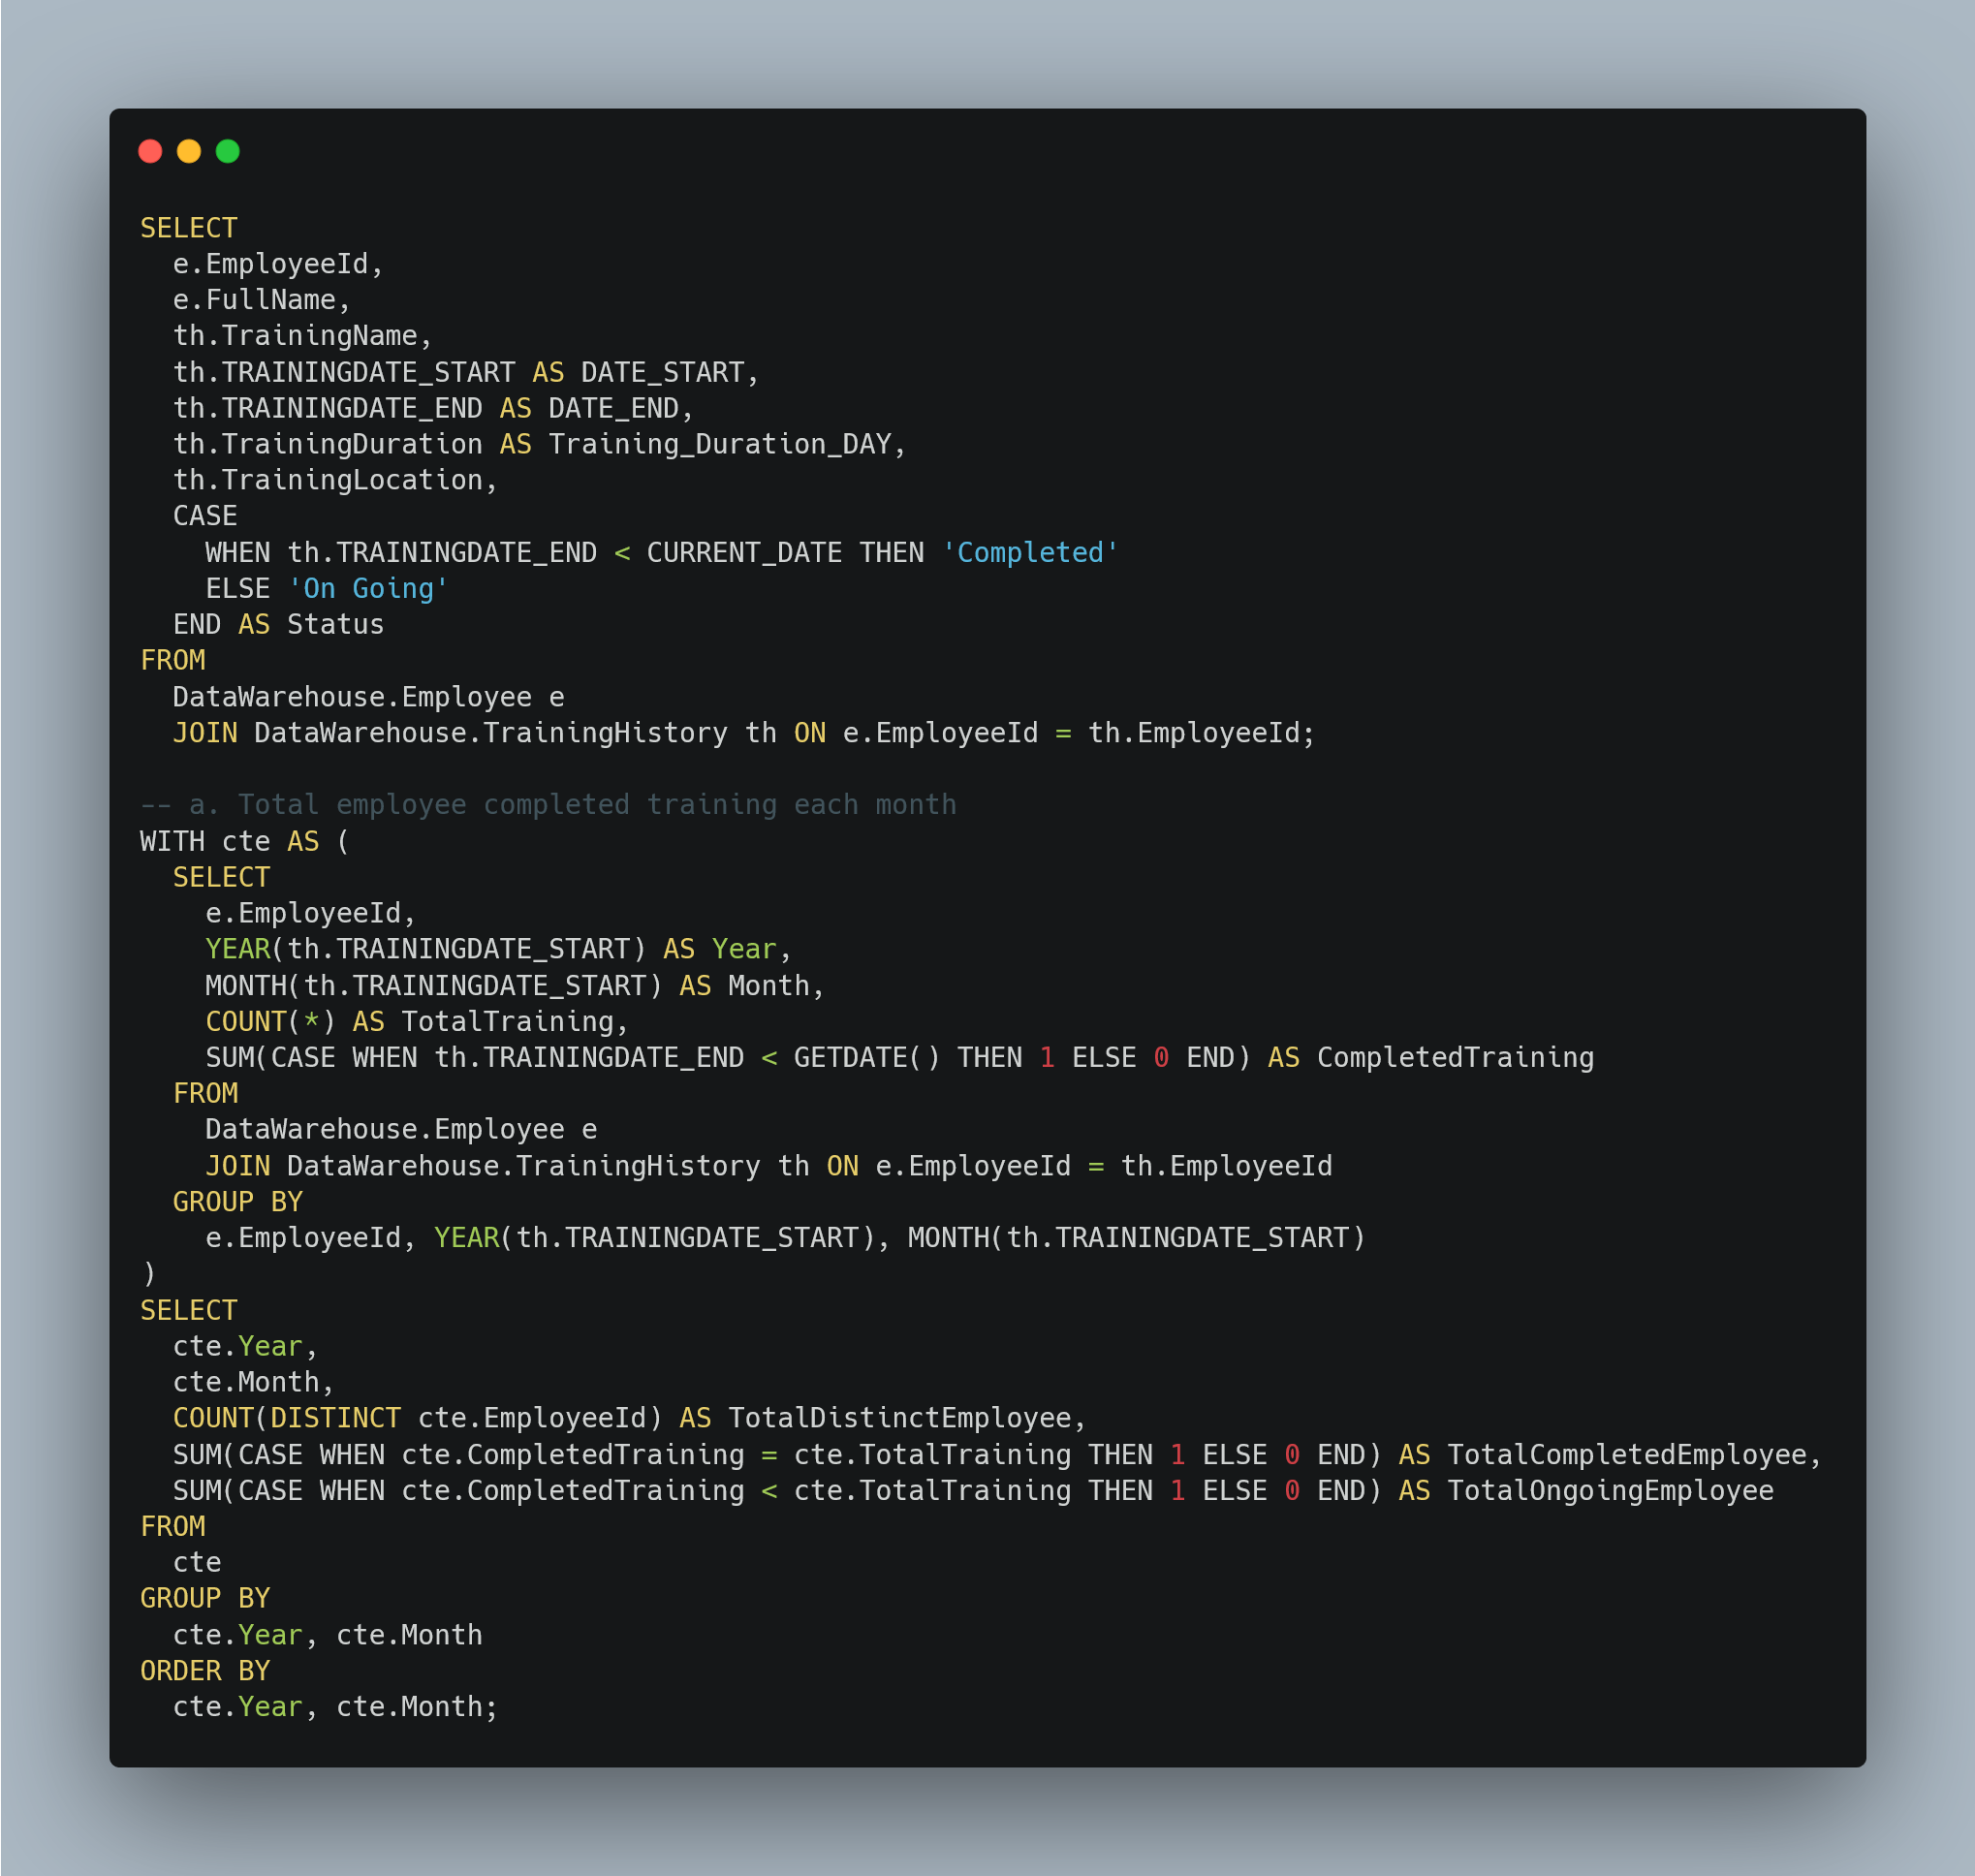 SELECT
  e.EmployeeId,
  e.FullName,
  th.TrainingName,
  th.TRAININGDATE_START AS DATE_START,
  th.TRAININGDATE_END AS DATE_END,
  th.TrainingDuration AS Training_Duration_DAY,
  th.TrainingLocation,
  CASE
    WHEN th.TRAININGDATE_END < CURRENT_DATE THEN 'Completed'
    ELSE 'On Going'
  END AS Status
FROM
  DataWarehouse.Employee e
  JOIN DataWarehouse.TrainingHistory th ON e.EmployeeId = th.EmployeeId;

-- a. Total employee completed training each month
WITH cte AS (
  SELECT
    e.EmployeeId,
    YEAR(th.TRAININGDATE_START) AS Year,
    MONTH(th.TRAININGDATE_START) AS Month,
    COUNT(*) AS TotalTraining,
    SUM(CASE WHEN th.TRAININGDATE_END < GETDATE() THEN 1 ELSE 0 END) AS CompletedTraining
  FROM
    DataWarehouse.Employee e
    JOIN DataWarehouse.TrainingHistory th ON e.EmployeeId = th.EmployeeId
  GROUP BY
    e.EmployeeId, YEAR(th.TRAININGDATE_START), MONTH(th.TRAININGDATE_START)
)
SELECT
  cte.Year,
  cte.Month,
  COUNT(DISTINCT cte.EmployeeId) AS TotalDistinctEmployee,
  SUM(CASE WHEN cte.CompletedTraining = cte.TotalTraining THEN 1 ELSE 0 END) AS TotalCompletedEmployee,
  SUM(CASE WHEN cte.CompletedTraining < cte.TotalTraining THEN 1 ELSE 0 END) AS TotalOngoingEmployee
FROM
  cte
GROUP BY
  cte.Year, cte.Month
ORDER BY
  cte.Year, cte.Month;